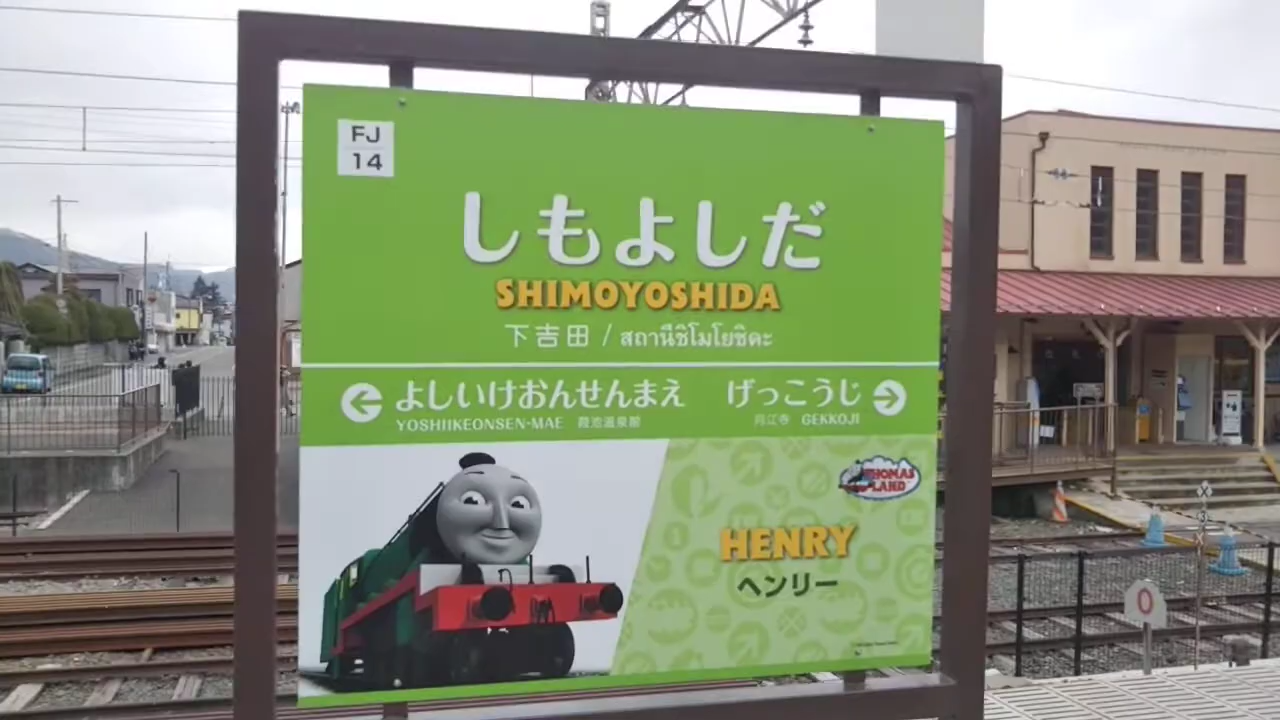 FJ
14
しもよしだ
SHIMOYOSHIDA
下吉田 / สถานีชิโมโยชิดะ
よしいけおんせんまえ げっこうじ
YOSHIIKEONSEN-MAE 葭池温泉前 月江寺 GEKKOJI
THOMAS LAND
HENRY
ヘンリー
0